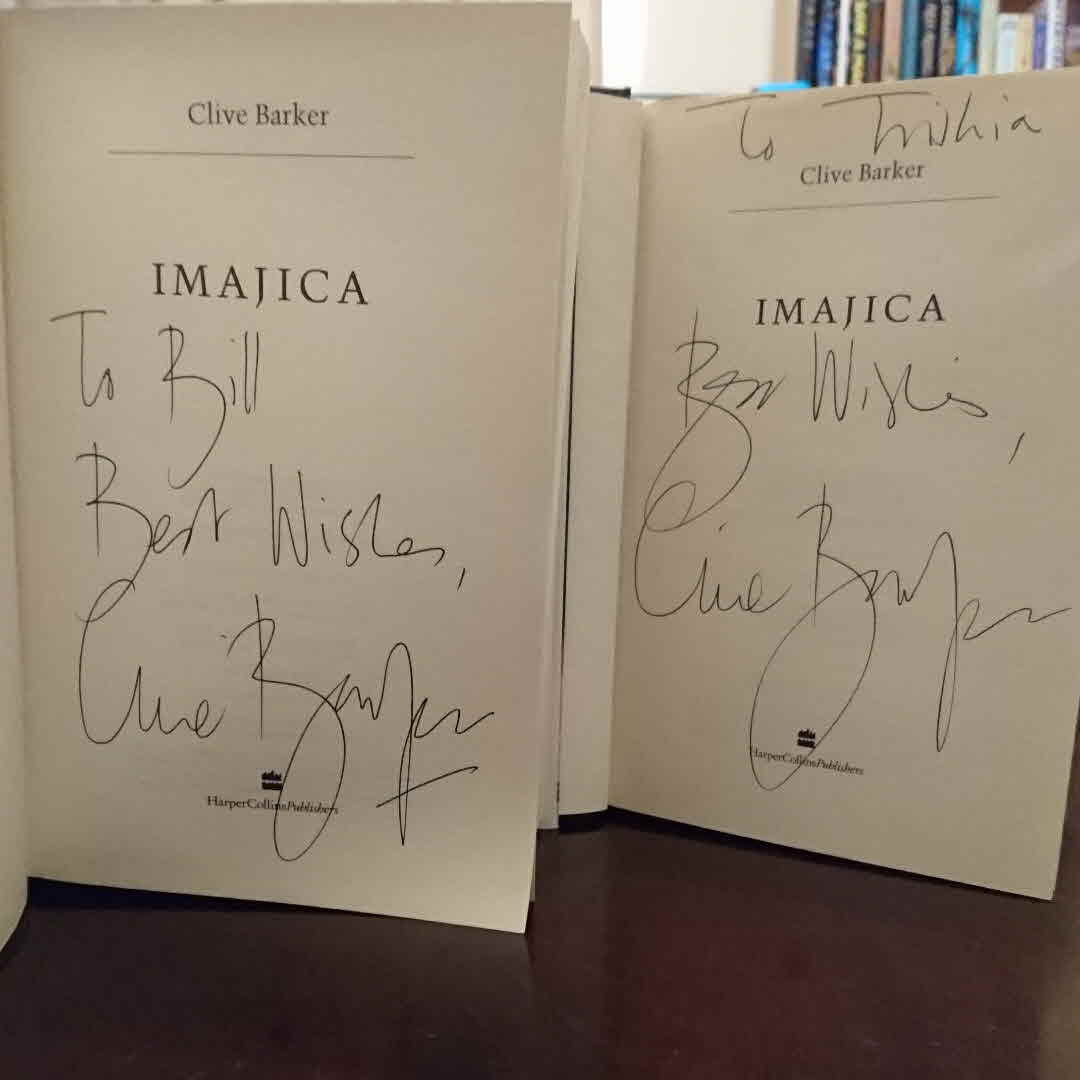 Clive Barker
IMAJICA
To Bill
Best Wishes,
Clive Barker
HarperCollinsPublishers
To Trishia
Clive Barker
IMAJICA
Best Wishes,
Clive Barker
HarperCollinsPublishers